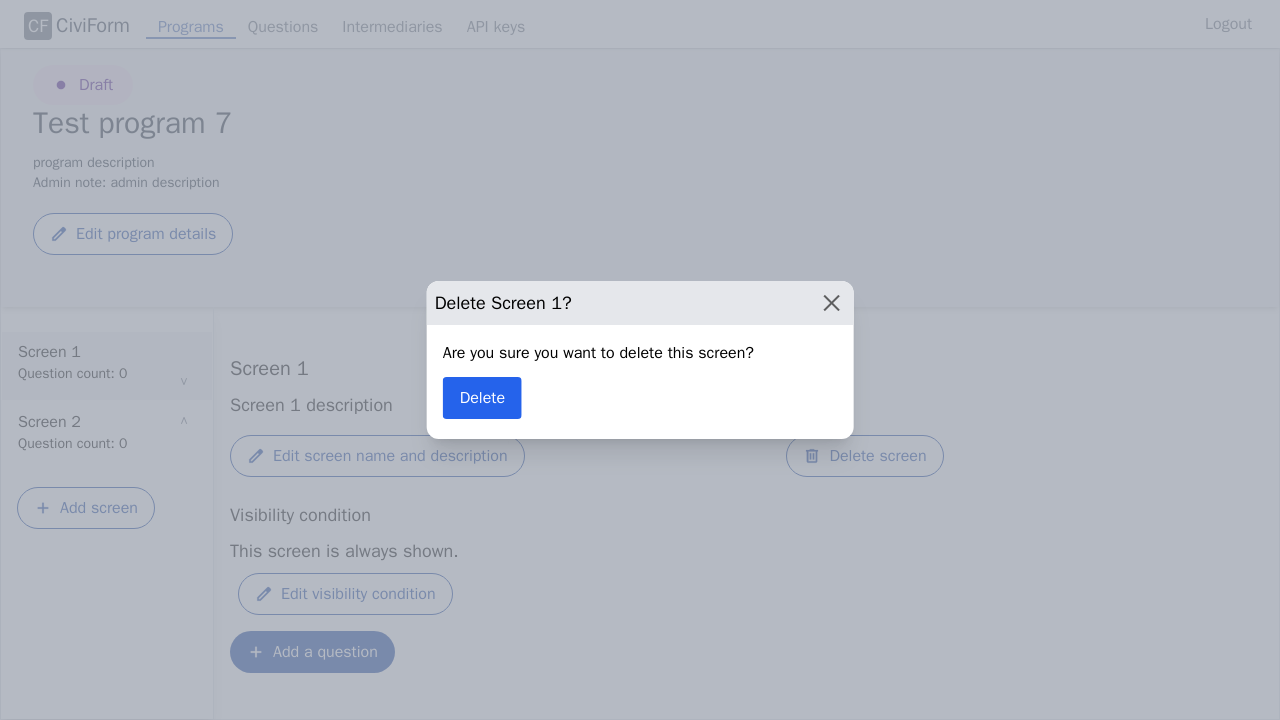 CF CiviForm Programs Questions Intermediaries API keys Logout
Draft
Test program 7
program description
Admin note: admin description
Edit program details
Delete Screen 1?
Are you sure you want to delete this screen?
Delete
Screen 1
Question count: 0
Screen 2
Question count: 0
Add screen
Screen 1
Screen 1 description
Edit screen name and description
Delete screen
Visibility condition
This screen is always shown.
Edit visibility condition
Add a question